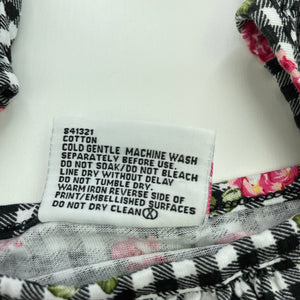 S41321
COTTON
COLD GENTLE MACHINE WASH
SEPARATELY BEFORE USE.
DO NOT SOAK/DO NOT BLEACH
LINE DRY WITHOUT DELAY
DO NOT TUMBLE DRY.
WARM IRON REVERSE SIDE OF
PRINT/EMBELLISHED SURFACES
DO NOT DRY CLEAN